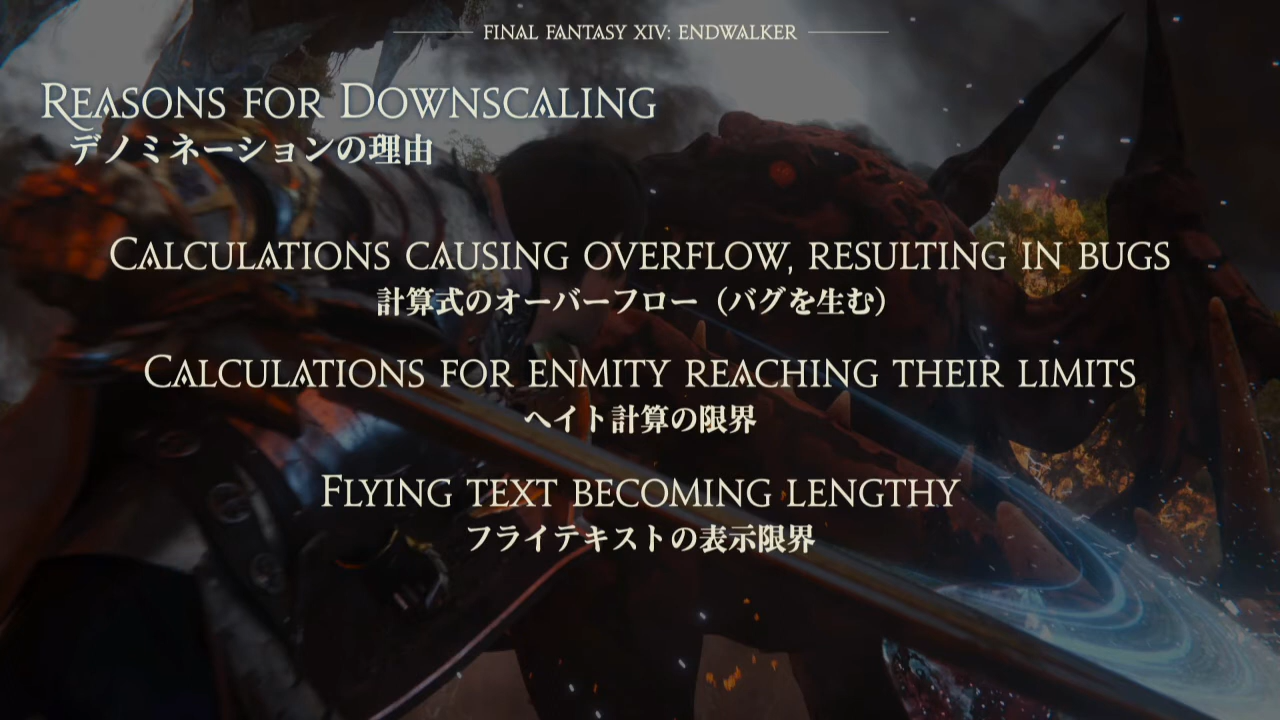 FINAL FANTASY XIV: ENDWALKER
REASONS FOR DOWNSCALING
デノミネーションの理由
CALCULATIONS CAUSING OVERFLOW, RESULTING IN BUGS
計算式のオーバーフロー（バグを生む）
CALCULATIONS FOR ENMITY REACHING THEIR LIMITS
ヘイト計算の限界
FLYING TEXT BECOMING LENGTHY
フライテキストの表示限界